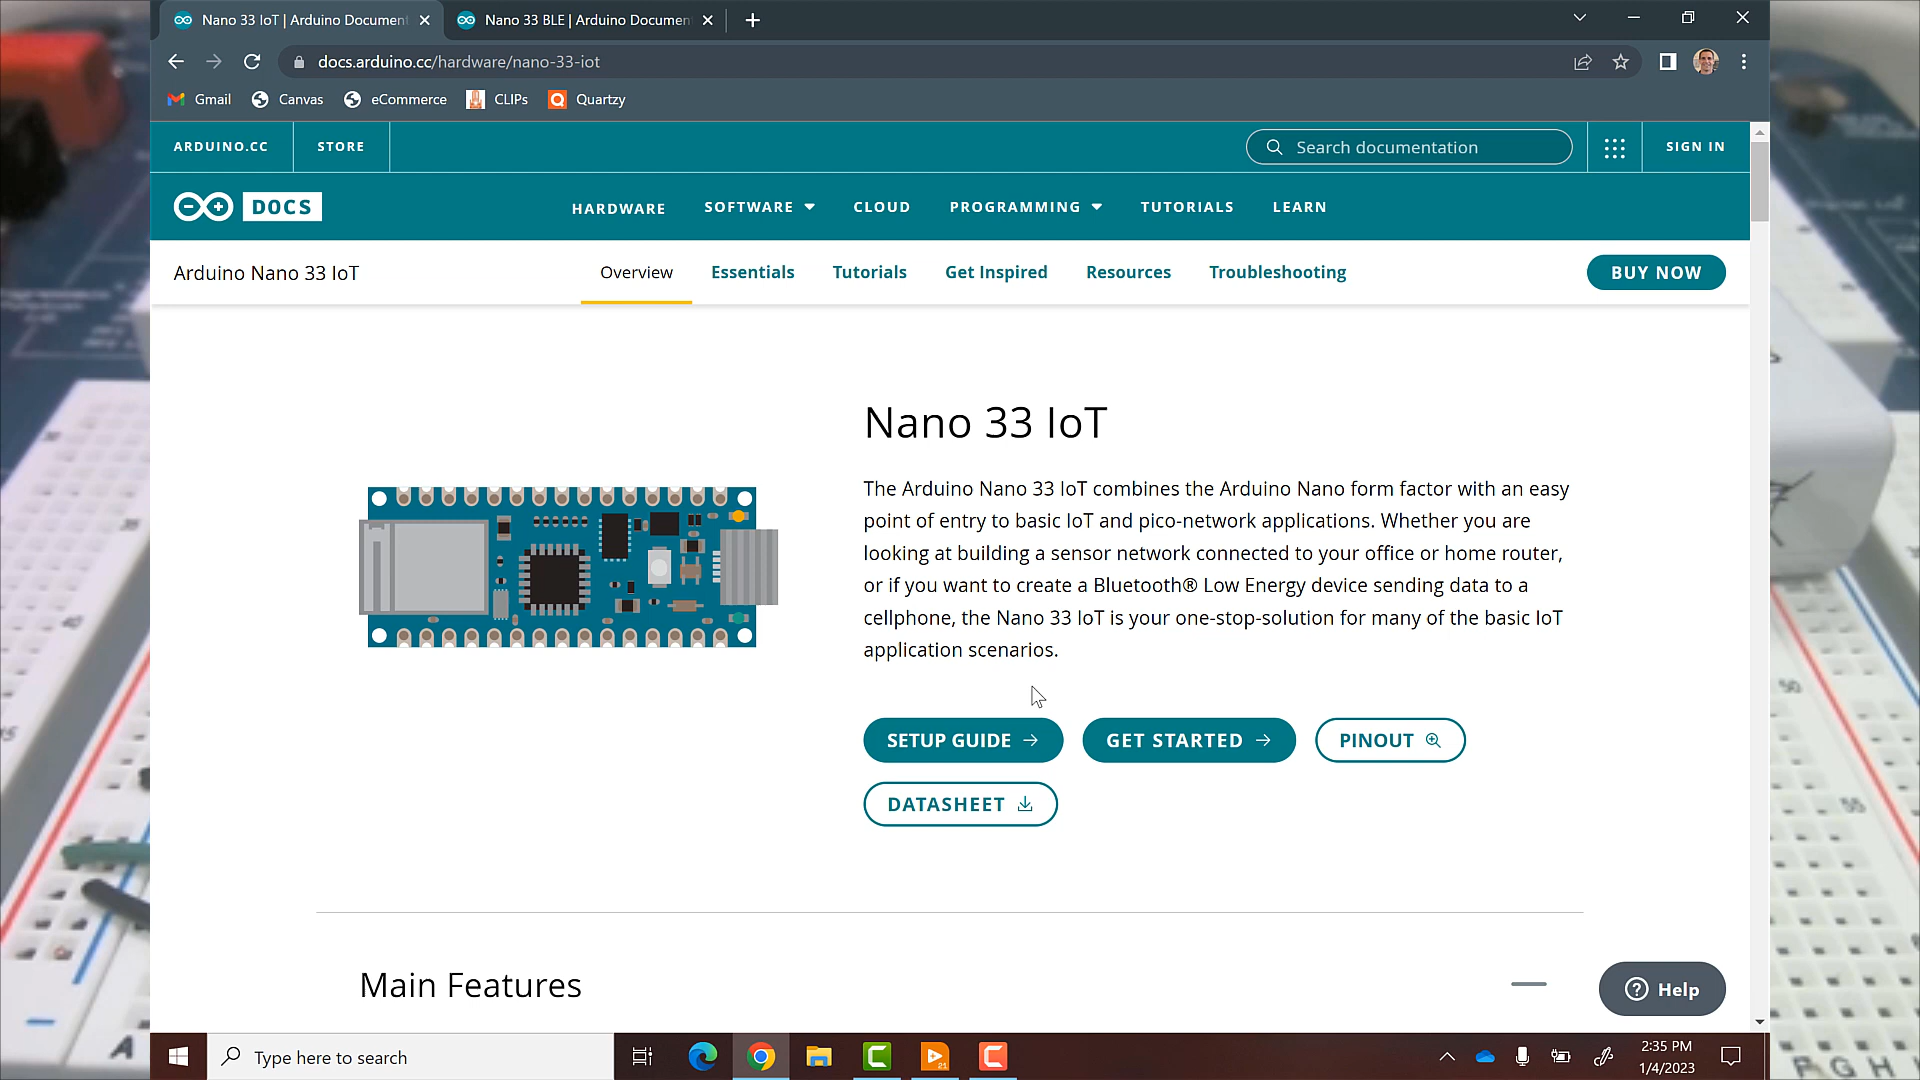 Nano 33 IoT | Arduino Document
Nano 33 BLE | Arduino Documen
docs.arduino.cc/hardware/nano-33-iot
Gmail
Canvas
eCommerce
CLIPs
Quartzy
ARDUINO.CC
STORE
Search documentation
SIGN IN
DOCS
HARDWARE
SOFTWARE
CLOUD
PROGRAMMING
TUTORIALS
LEARN
Arduino Nano 33 IoT
Overview
Essentials
Tutorials
Get Inspired
Resources
Troubleshooting
BUY NOW
Nano 33 IoT
The Arduino Nano 33 IoT combines the Arduino Nano form factor with an easy
point of entry to basic IoT and pico-network applications. Whether you are
looking at building a sensor network connected to your office or home router,
or if you want to create a Bluetooth® Low Energy device sending data to a
cellphone, the Nano 33 IoT is your one-stop-solution for many of the basic IoT
application scenarios.
SETUP GUIDE
GET STARTED
PINOUT
DATASHEET
Main Features
Help
Type here to search
2:35 PM
1/4/2023
A
50
55
F G H